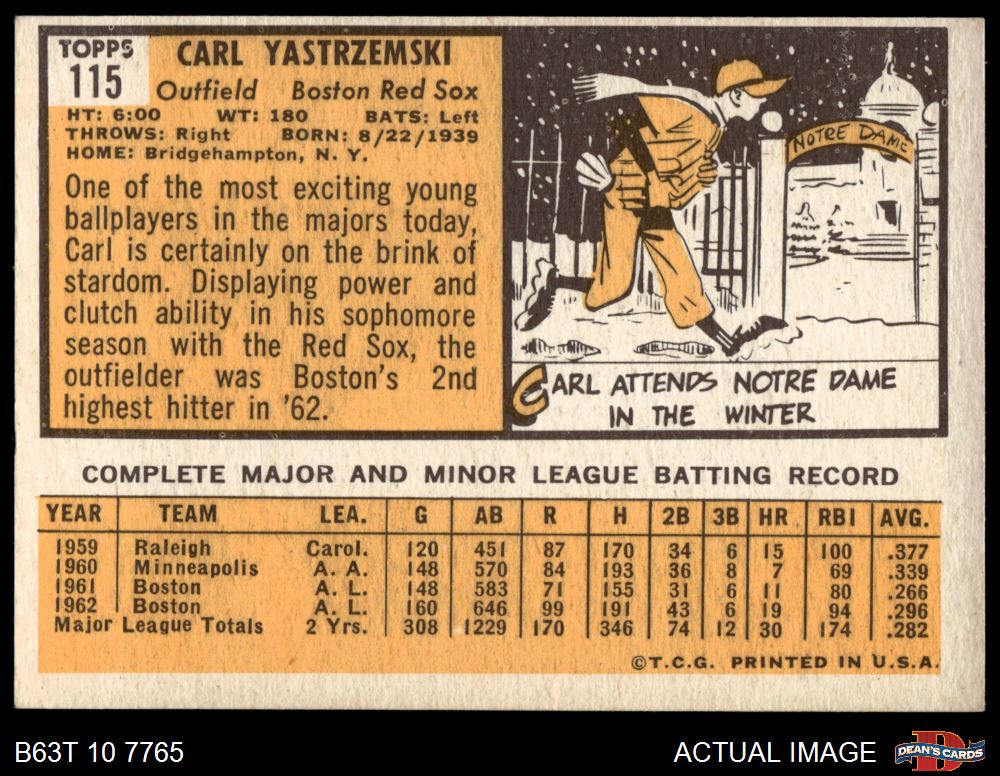 TOPPS
115
CARL YASTRZEMSKI
Outfield Boston Red Sox
HT: 6:00 WT: 180 BATS: Left
THROWS: Right BORN: 8/22/1939
HOME: Bridgehampton, N. Y.
One of the most exciting young
ballplayers in the majors today,
Carl is certainly on the brink of
stardom. Displaying power and
clutch ability in his sophomore
season with the Red Sox, the
outfielder was Boston's 2nd
highest hitter in '62.
NOTRE DAME
CARL ATTENDS NOTRE DAME
IN THE WINTER
COMPLETE MAJOR AND MINOR LEAGUE BATTING RECORD
YEAR TEAM LEA. G AB R H 2B 3B HR RBI AVG.
1959 Raleigh Carol. 120 451 87 170 34 6 15 100 .377
1960 Minneapolis A. A. 148 570 84 193 36 8 7 69 .339
1961 Boston A. L. 148 583 71 155 31 6 11 80 .266
1962 Boston A. L. 160 646 99 191 43 6 19 94 .296
Major League Totals 2 Yrs. 308 1229 170 346 74 12 30 174 .282
©T.C.G. PRINTED IN U.S.A.
B63T 10 7765
ACTUAL IMAGE
DEAN'S CARDS